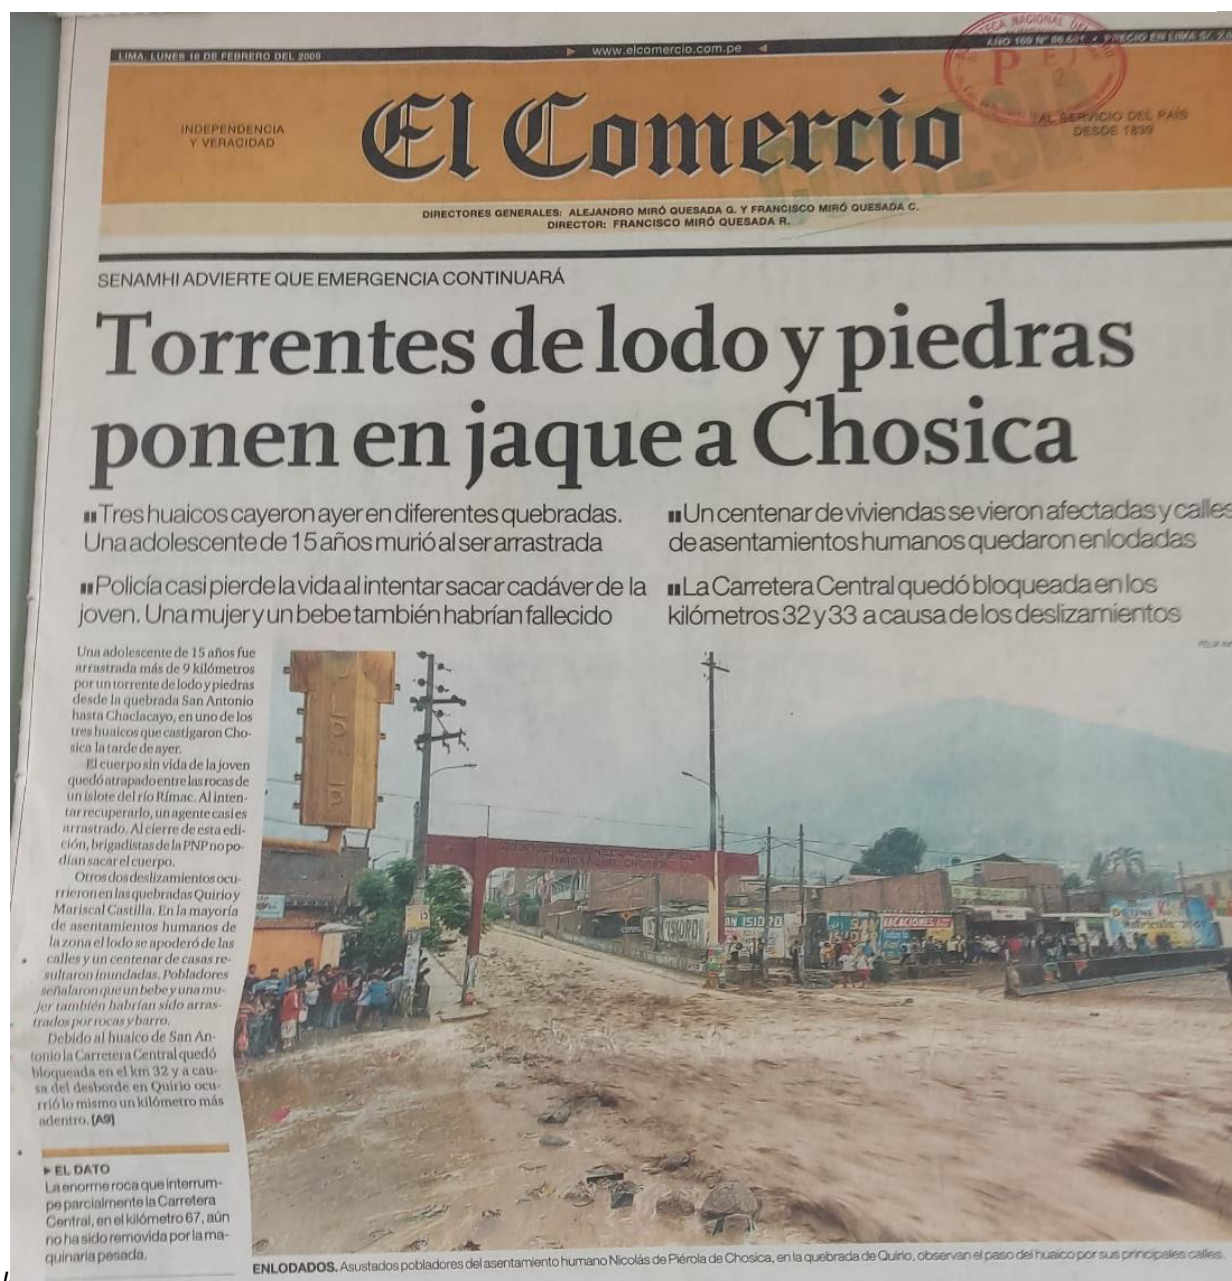 LIMA, LUNES 16 DE FEBRERO DEL 2009
www.elcomercio.com.pe
AÑO 169 Nº PRECIO EN LIMA S/.
INDEPENDENCIA
Y VERACIDAD
El Comercio
AL SERVICIO DEL PAÍS
DESDE 1839
DIRECTORES GENERALES: ALEJANDRO MIRÓ QUESADA G. Y FRANCISCO MIRÓ QUESADA C.
DIRECTOR: FRANCISCO MIRÓ QUESADA R.
SENAMHI ADVIERTE QUE EMERGENCIA CONTINUARÁ
Torrentes de lodo y piedras
ponen en jaque a Chosica
Tres huaicos cayeron ayer en diferentes quebradas.
Una adolescente de 15 años murió al ser arrastrada
Policía casi pierde la vida al intentar sacar cadáver de la
joven. Una mujer y un bebe también habrían fallecido
Un centenar de viviendas se vieron afectadas y calles
de asentamientos humanos quedaron enlodadas
La Carretera Central quedó bloqueada en los
kilómetros 32 y 33 a causa de los deslizamientos
Una adolescente de 15 años fue
arrastrada más de 9 kilómetros
por un torrente de lodo y piedras
desde la quebrada San Antonio
hasta Chaclacayo, en uno de los
tres huaicos que castigaron Cho-
sica la tarde de ayer.
El cuerpo sin vida de la joven
quedó atrapado entre las rocas de
un islote del río Rímac. Al inten-
tar recuperarlo, un agente casi es
arrastrado. Al cierre de esta edi-
ción, brigadistas de la PNP no po-
dían sacar el cuerpo.
Otros dos deslizamientos ocu-
rrieron en las quebradas Quirio y
Mariscal Castilla. En la mayoría
de asentamientos humanos de
la zona el lodo se apoderó de las
calles y un centenar de casas re-
sultaron inundadas. Pobladores
señalaron que un bebe y una mu-
jer también habrían sido arras-
trados por rocas y barro.
Debido al huaico de San An-
tonio la Carretera Central quedó
bloqueada en el km 32 y a cau-
sa del desborde en Quirio ocu-
rrió lo mismo un kilómetro más
adentro. [A9]
EL DATO
La enorme roca que interrum-
pe parcialmente la Carretera
Central, en el kilómetro 67, aún
no ha sido removida por la ma-
quinaria pesada.
ISIDRO
AN ISIDRO
SAN
VACACIONES
ENLODADOS. Asustados pobladores del asentamiento humano Nicolás de Piérola de Chosica, en la quebrada de Quirio, observan el paso del huaico por sus principales calles.